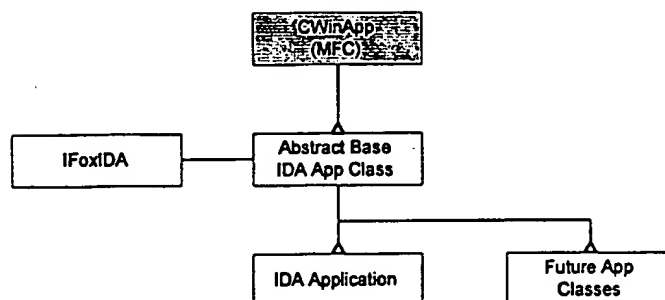 CWinApp
(MFC)
IFoxIDA
Abstract Base
IDA App Class
IDA Application
Future App
Classes